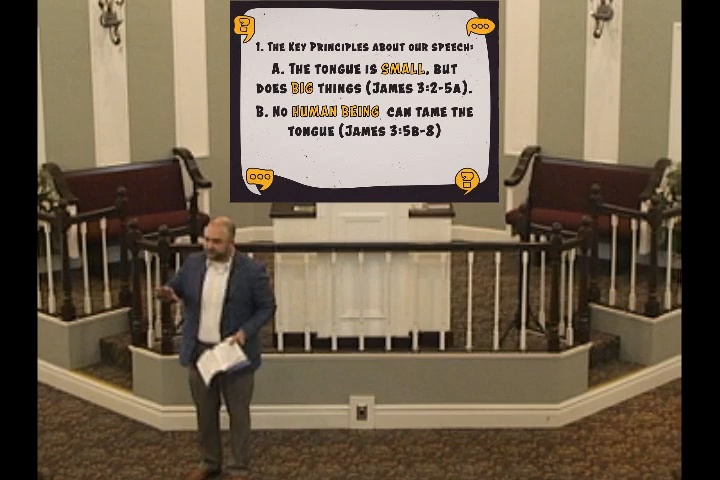 1. The Key Principles about our speech:
A. The tongue is small, but
does big things (James 3:2-5a).
B. No human being can tame the
tongue (James 3:5b-8)